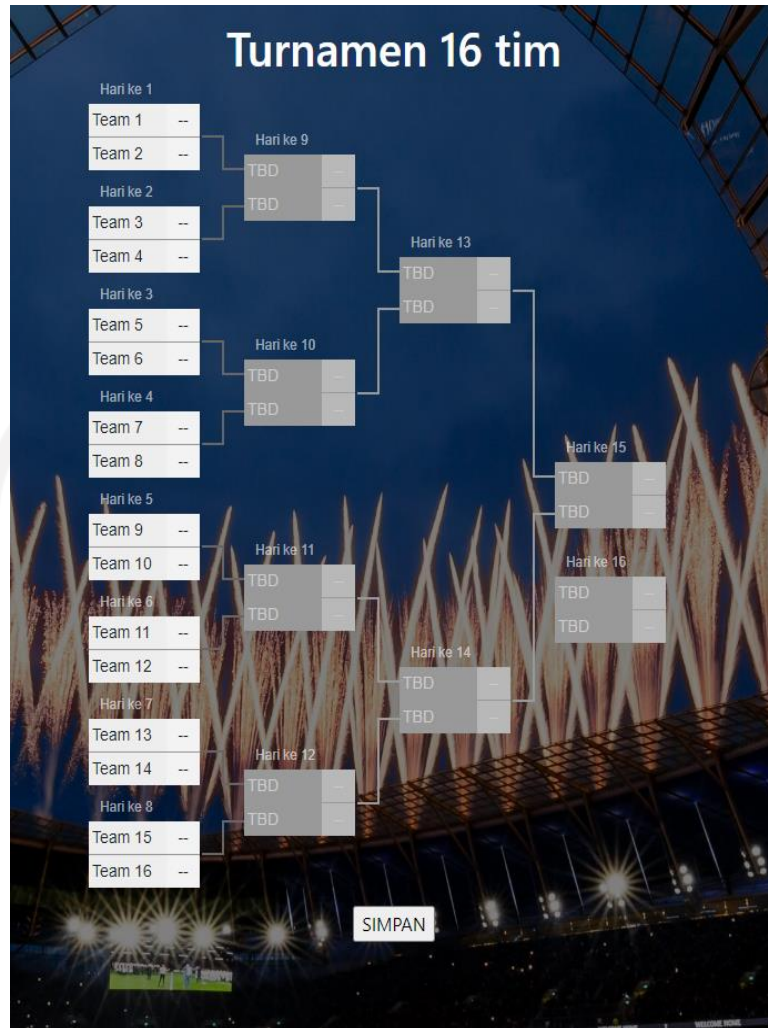 Turnamen 16 tim
Hari ke 1
Team 1 --
Team 2 --
Hari ke 2
Team 3 --
Team 4 --
Hari ke 3
Team 5 --
Team 6 --
Hari ke 4
Team 7 --
Team 8 --
Hari ke 5
Team 9 --
Team 10 --
Hari ke 6
Team 11 --
Team 12 --
Hari ke 7
Team 13 --
Team 14 --
Hari ke 8
Team 15 --
Team 16 --
Hari ke 9
TBD --
TBD --
Hari ke 10
TBD --
TBD --
Hari ke 11
TBD --
TBD --
Hari ke 12
TBD --
TBD --
Hari ke 13
TBD --
TBD --
Hari ke 14
TBD --
TBD --
Hari ke 15
TBD --
TBD --
Hari ke 16
TBD --
TBD --
SIMPAN
WELCOME HOME